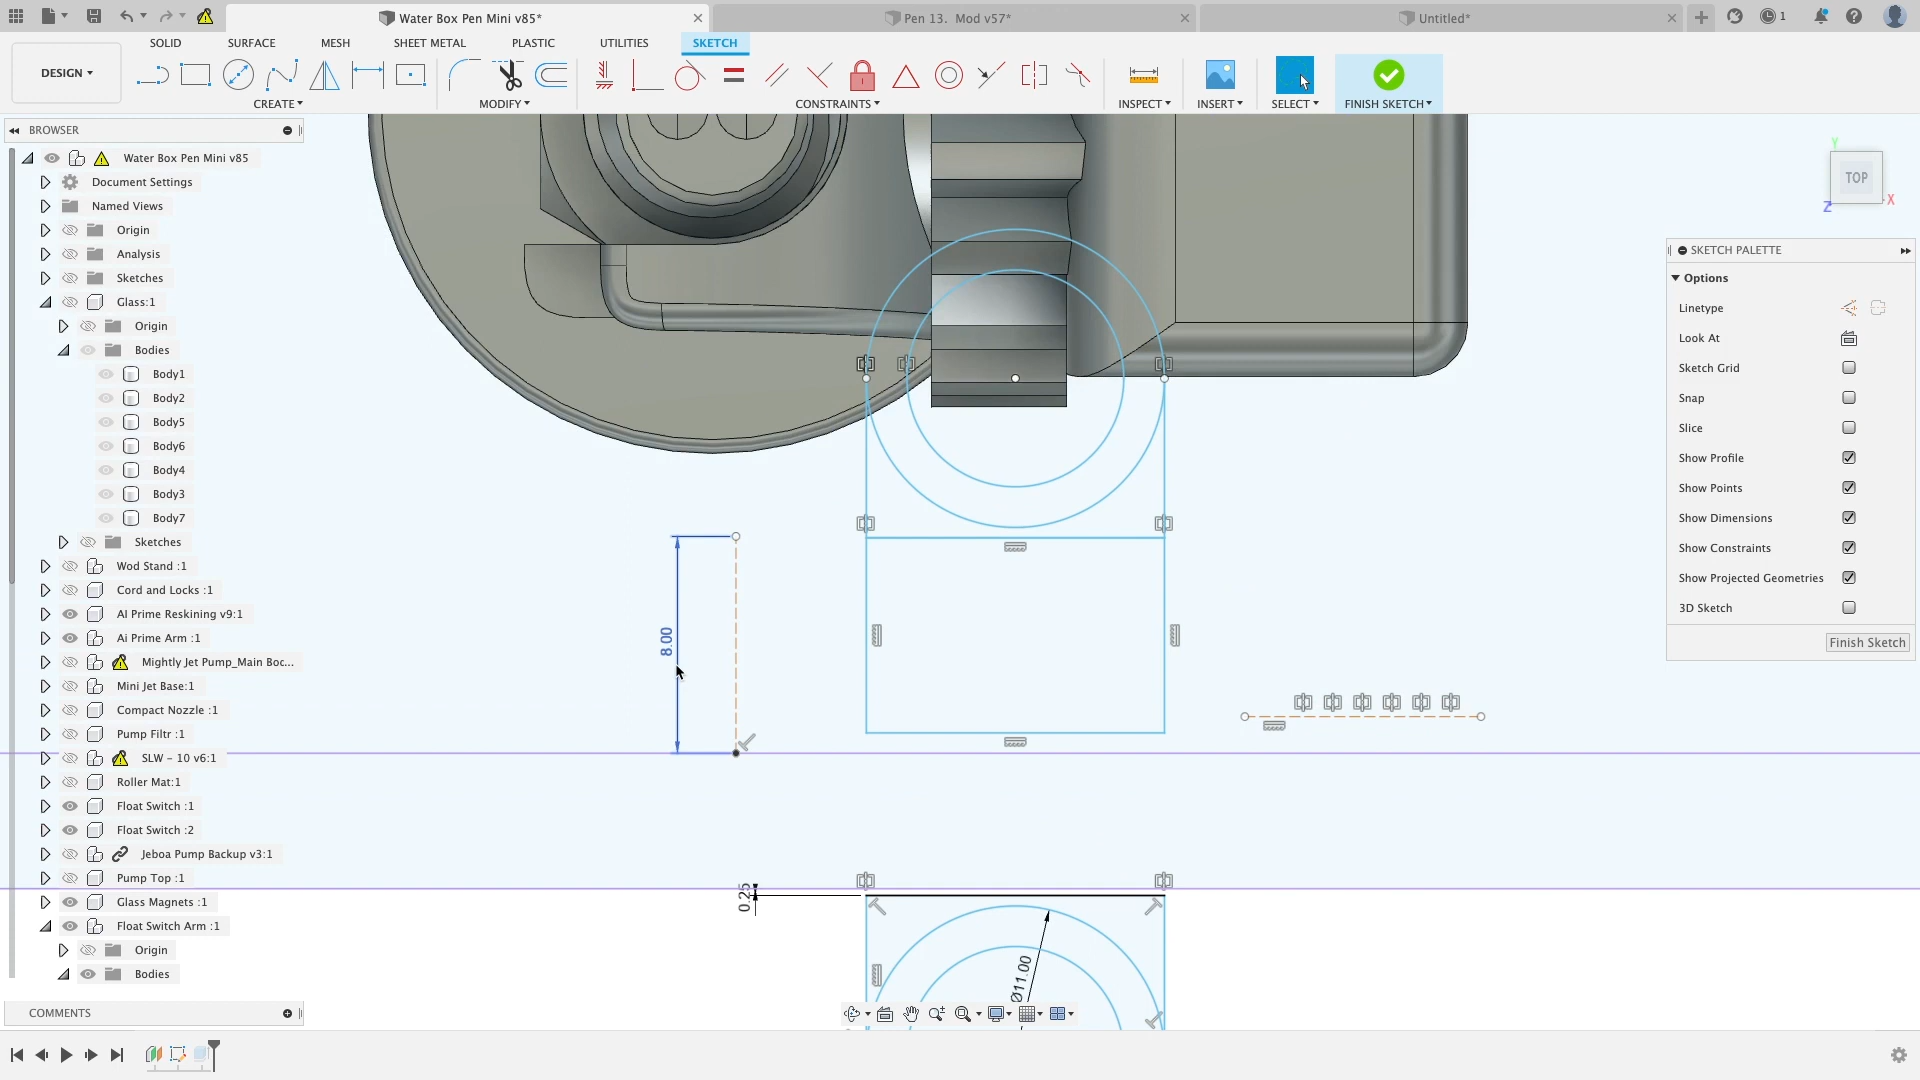 Water Box Pen Mini v85*
Pen 13. Mod v57*
Untitled*
1
SOLID
SURFACE
MESH
SHEET METAL
PLASTIC
UTILITIES
SKETCH
DESIGN
CREATE
MODIFY
CONSTRAINTS
INSPECT
INSERT
SELECT
FINISH SKETCH
BROWSER
Water Box Pen Mini v85
Document Settings
Named Views
Origin
Analysis
Sketches
Glass:1
Origin
Bodies
Body1
Body2
Body5
Body6
Body4
Body3
Body7
Sketches
Wod Stand :1
Cord and Locks :1
AI Prime Reskining v9:1
Ai Prime Arm :1
Mightly Jet Pump_Main Boc...
Mini Jet Base:1
Compact Nozzle :1
Pump Filtr :1
SLW - 10 v6:1
Roller Mat:1
Float Switch :1
Float Switch :2
Jeboa Pump Backup v3:1
Pump Top :1
Glass Magnets :1
Float Switch Arm :1
Origin
Bodies
COMMENTS
8.00
0.25
Ø11.00
Y
TOP
X
Z
SKETCH PALETTE
Options
Linetype
Look At
Sketch Grid
Snap
Slice
Show Profile
Show Points
Show Dimensions
Show Constraints
Show Projected Geometries
3D Sketch
Finish Sketch